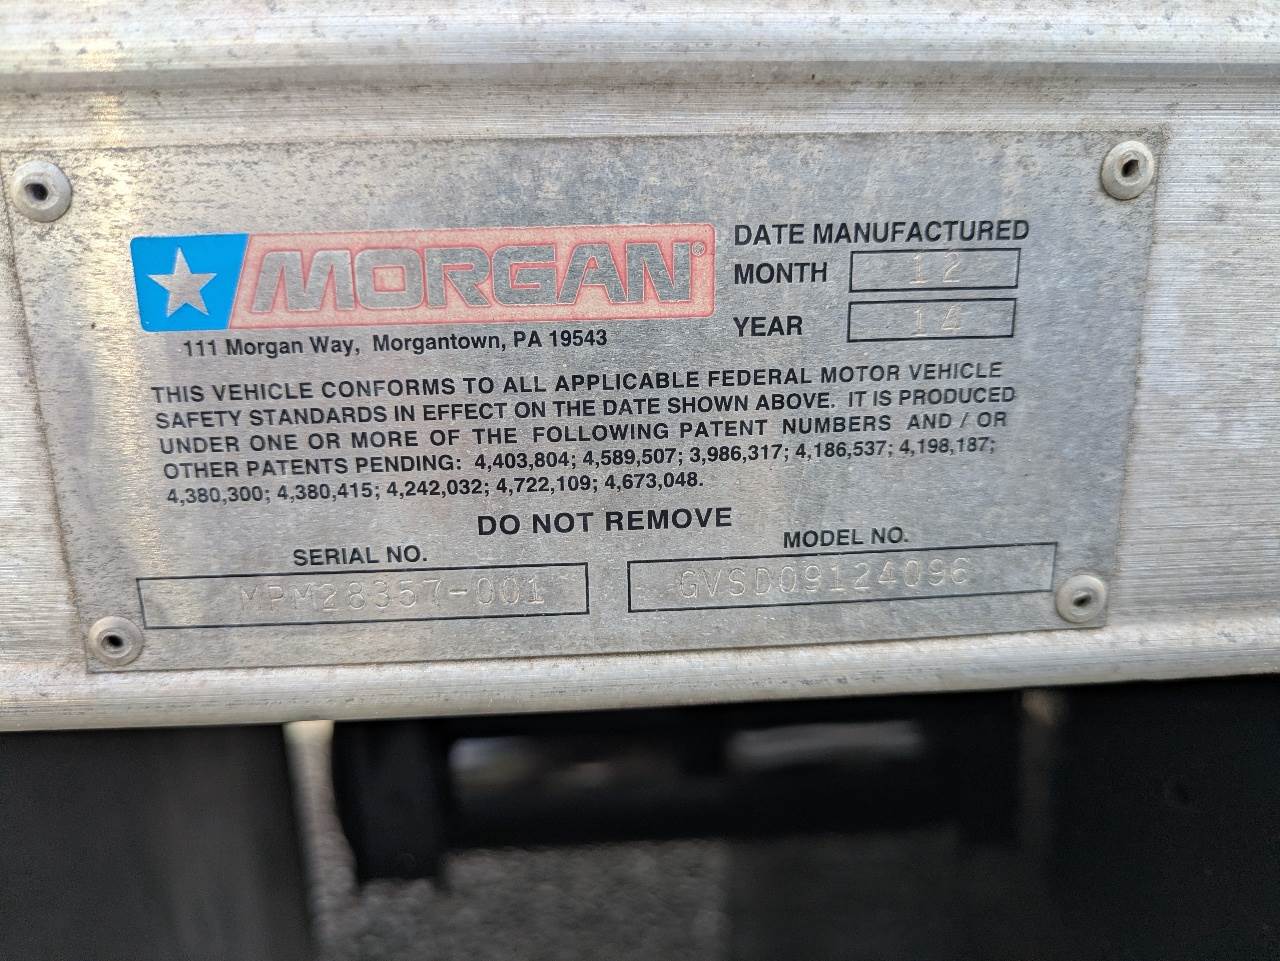 MORGAN®
111 Morgan Way, Morgantown, PA 19543
DATE MANUFACTURED
MONTH 12
YEAR 14
THIS VEHICLE CONFORMS TO ALL APPLICABLE FEDERAL MOTOR VEHICLE
SAFETY STANDARDS IN EFFECT ON THE DATE SHOWN ABOVE. IT IS PRODUCED
UNDER ONE OR MORE OF THE FOLLOWING PATENT NUMBERS AND / OR
OTHER PATENTS PENDING: 4,403,804; 4,589,507; 3,986,317; 4,186,537; 4,198,187;
4,380,300; 4,380,415; 4,242,032; 4,722,109; 4,673,048.
DO NOT REMOVE
SERIAL NO.
MPM28357-001
MODEL NO.
GVSD09124096